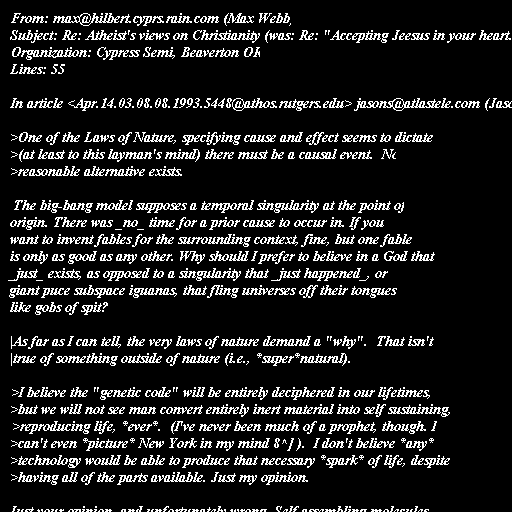 From: max@hilbert.cyprs.rain.com (Max Webb)
Subject: Re: Atheist's views on Christianity (was: Re: "Accepting Jeesus in your heart.
Organization: Cypress Semi, Beaverton OR
Lines: 55

In article <Apr.14.03.08.08.1993.5448@athos.rutgers.edu> jasons@atlastele.com (Jaso

>One of the Laws of Nature, specifying cause and effect seems to dictate
>(at least to this layman's mind) there must be a causal event.  No
>reasonable alternative exists.

The big-bang model supposes a temporal singularity at the point of
origin. There was _no_ time for a prior cause to occur in. If you
want to invent fables for the surrounding context, fine, but one fable
is only as good as any other. Why should I prefer to believe in a God that
_just_ exists, as opposed to a singularity that _just happened_, or
giant puce subspace iguanas, that fling universes off their tongues
like gobs of spit?

|As far as I can tell, the very laws of nature demand a "why".  That isn't
|true of something outside of nature (i.e., *super*natural).

>I believe the "genetic code" will be entirely deciphered in our lifetimes,
>but we will not see man convert entirely inert material into self sustaining,
>reproducing life, *ever*.  (I've never been much of a prophet, though. I
>can't even *picture* New York in my mind 8^] ).  I don't believe *any*
>technology would be able to produce that necessary *spark* of life, despite
>having all of the parts available. Just my opinion.

Just your opinion, and unfortunately wrong. Self assembling molecules